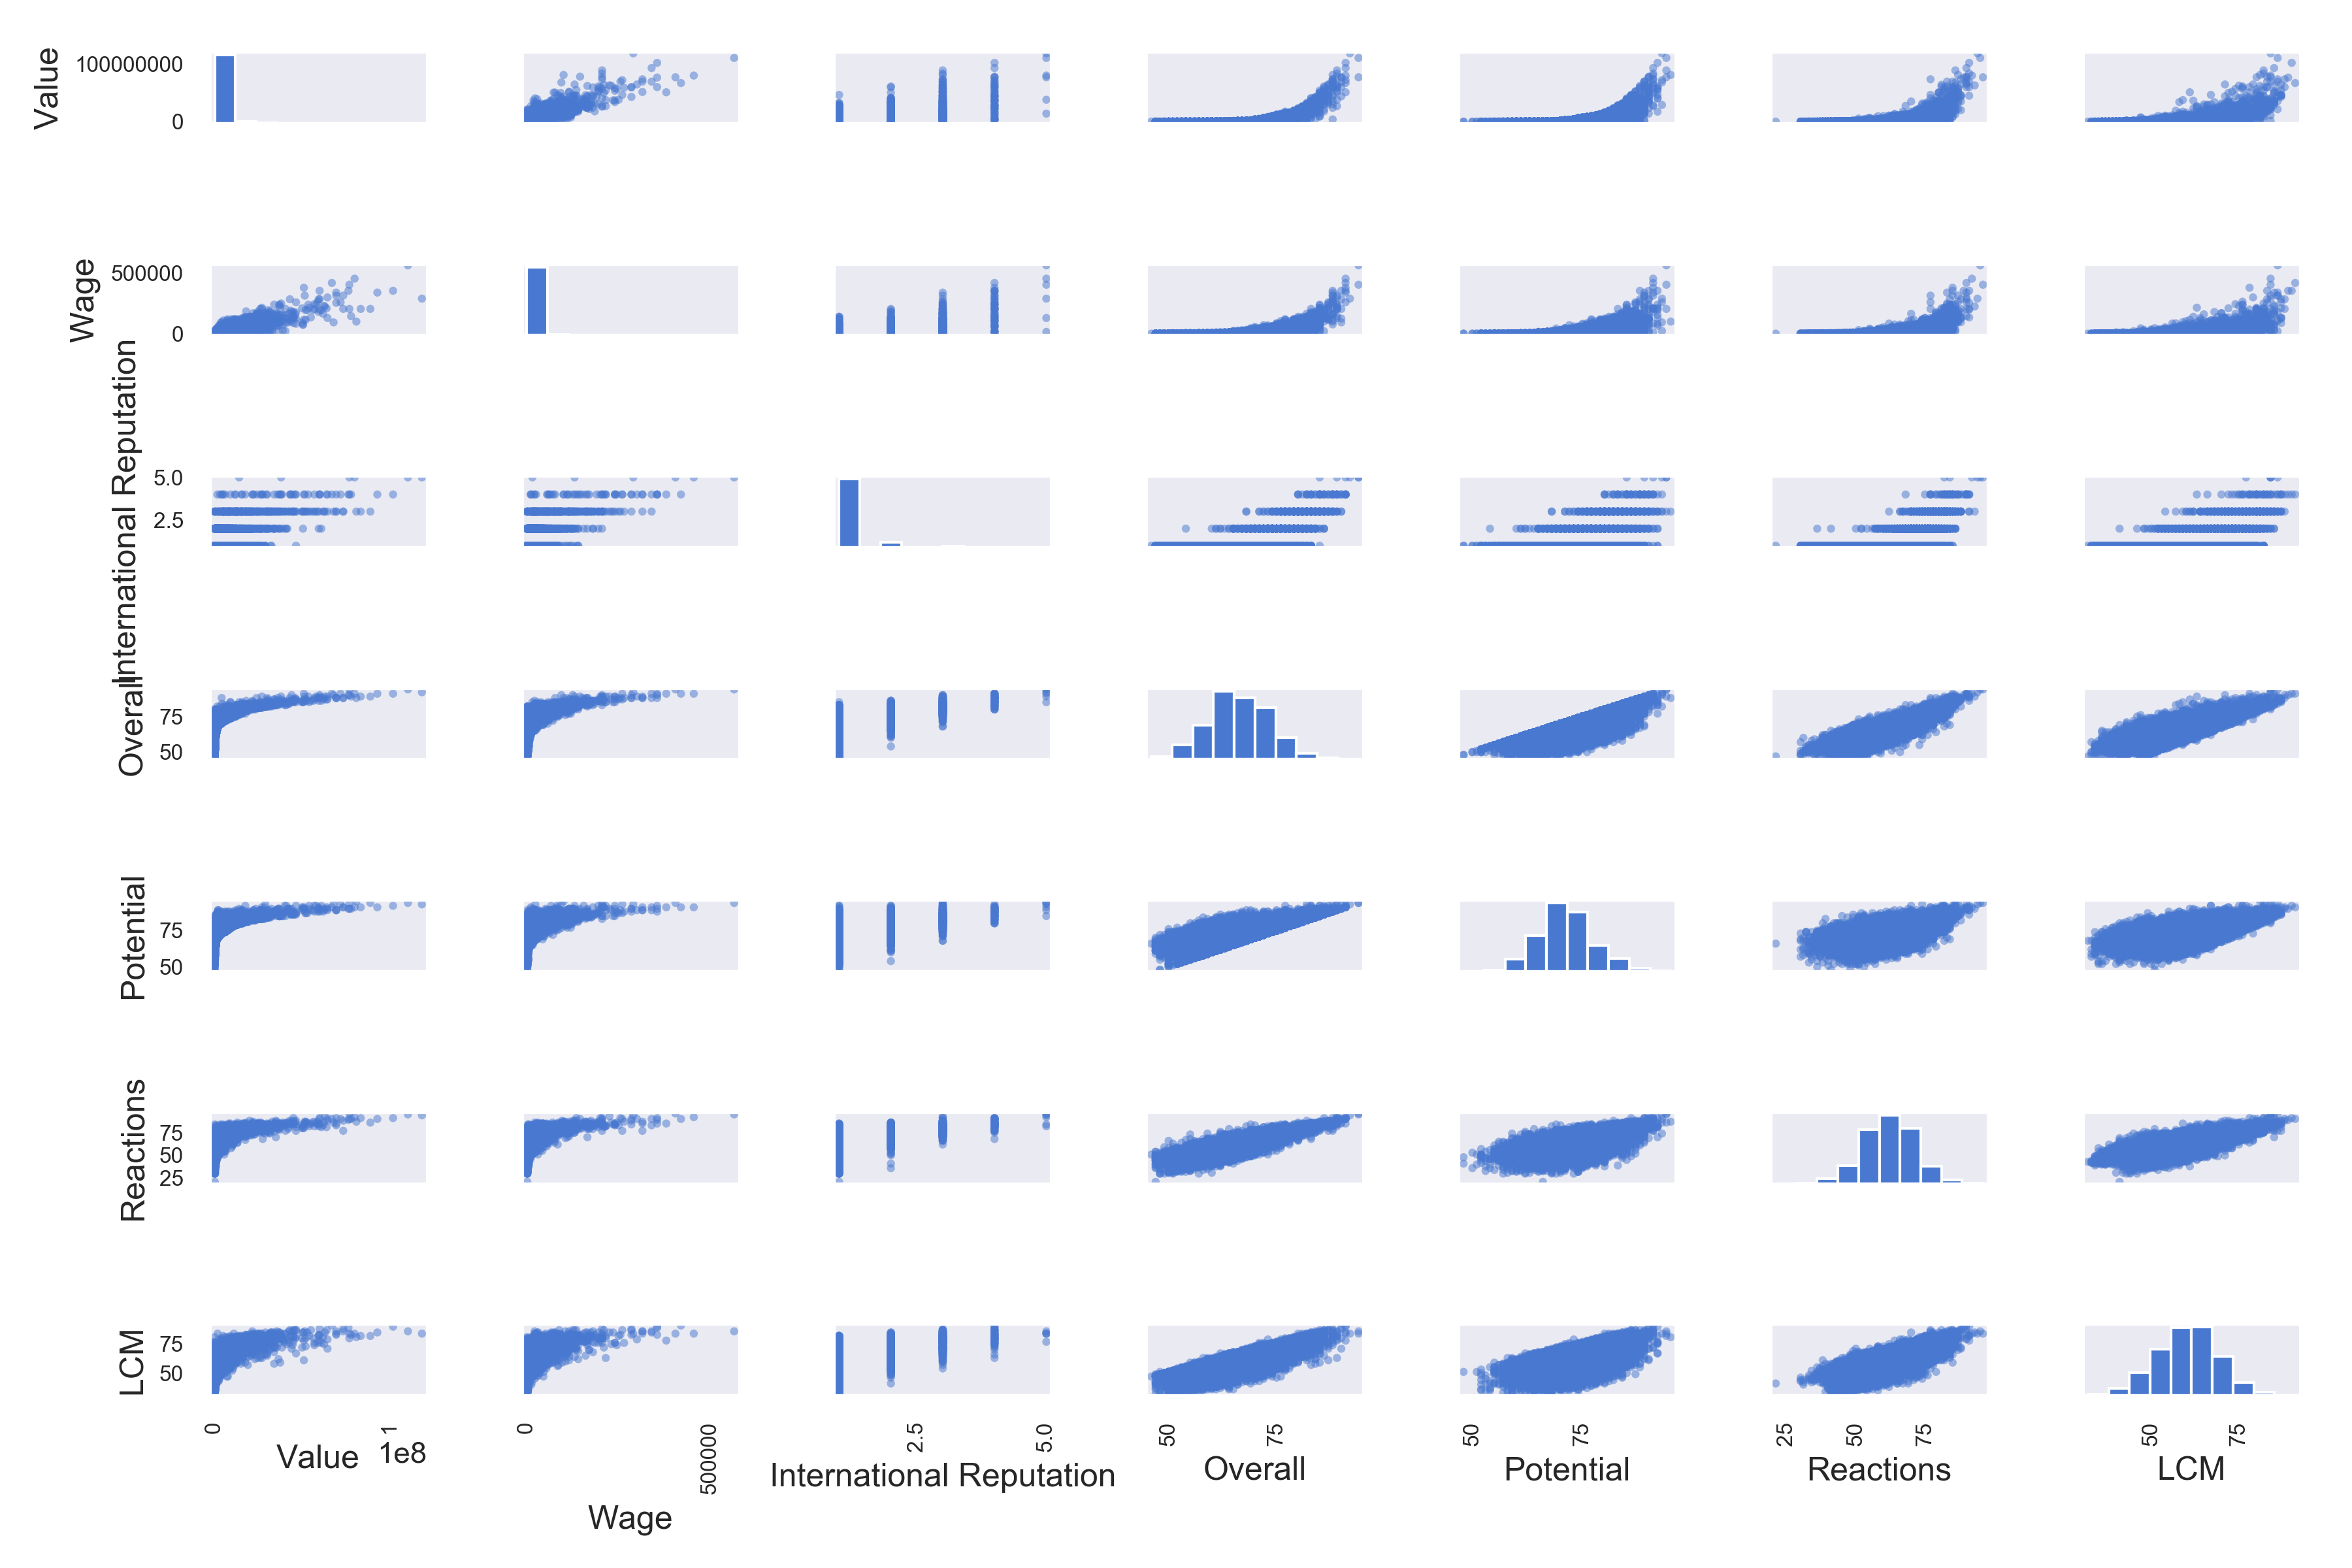 Value
100000000
0
Wage
500000
0
International Reputation
5.0
2.5
Overall
75
50
Potential
75
50
Reactions
75
50
25
LCM
75
50
0
1
1e8
Value
0
500000
Wage
2.5
5.0
International Reputation
50
75
Overall
50
75
Potential
25
50
75
Reactions
50
75
LCM